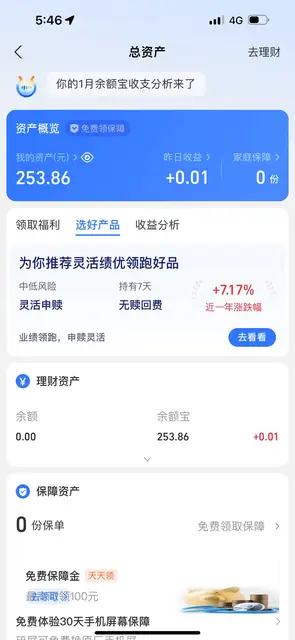 5:46
4G
总资产
去理财
你的1月余额宝收支分析来了
资产概览 免费领保障
我的资产(元) 昨日收益 家庭保障
253.86 +0.01 0 份
领取福利 选好产品 收益分析
为你推荐灵活绩优领跑好品
中低风险 持有7天 +7.17%
灵活申赎 无赎回费 近一年涨跌幅
业绩领跑，申赎灵活 去看看
理财资产
余额 余额宝
0.00 253.86 +0.01
保障资产
0 份保单 免费领取保障
免费保障金 天天领
100元
免费体验30天手机屏幕保障